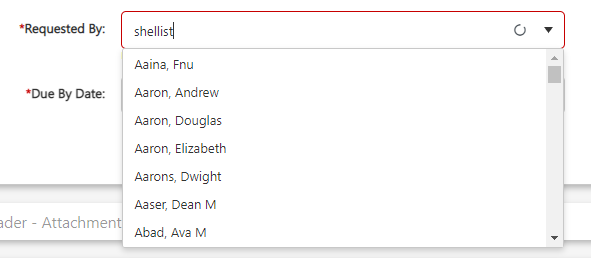 *Requested By:
shellist
Aaina, Fnu
Aaron, Andrew
*Due By Date:
Aaron, Douglas
Aaron, Elizabeth
Aarons, Dwight
Aaser, Dean M
ader - Attachment
Abad, Ava M